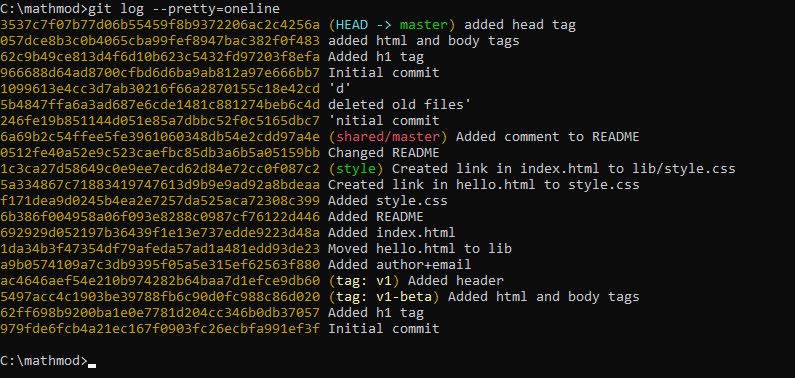 C:\mathmod>git log --pretty=oneline
3537c7f07b77d06b55459f8b9372206ac2c4256a (HEAD -> master) added head tag
057dce8b3c0b4065cba99fef8947bac382f0f483 added html and body tags
62c9b49ce813d4f6d10b623c5432fd97203f8efa Added h1 tag
966688d64ad8700cfbd6d6ba9ab812a97e666bb7 Initial commit
1099613e4cc3d7ab30216f66a2870155c18e42cd 'd'
5b4847ffa6a3ad687e6cde1481c881274beb6c4d deleted old files'
246fe19b851144d051e85a7dbbc52f0c5165dbc7 'nitial commit
6a69b2c54ffee5fe3961060348db54e2cdd97a4e (shared/master) Added comment to README
0512fe40a52e9c523caefbc85db3a6b5a05159bb Changed README
1c3ca27d58649c0e9ee7ecd62d84e72cc0f087c2 (style) Created link in index.html to lib/style.css
5a334867c71883419747613d9b9e9ad92a8bdeaa Created link in hello.html to style.css
f171dea9d0245b4ea2e7257da525aca72308c399 Added style.css
6b386f004958a06f093e8288c0987cf76122d446 Added README
692929d052197b36439f1e13e737edde9223d48a Added index.html
1da34b3f47354df79afeda57ad1a481edd93de23 Moved hello.html to lib
a9b0574109a7c3db9395f05a5e315ef62563f880 Added author+email
ac4646aef54e210b974282b64baa7d1efce9db60 (tag: v1) Added header
5497acc4c1903be39788fb6c90d0fc988c86d020 (tag: v1-beta) Added html and body tags
62ff698b9200ba1e0e7781d204cc346b0db37057 Added h1 tag
979fde6fcb4a21ec167f0903fc26ecbfa991ef3f Initial commit
C:\mathmod>